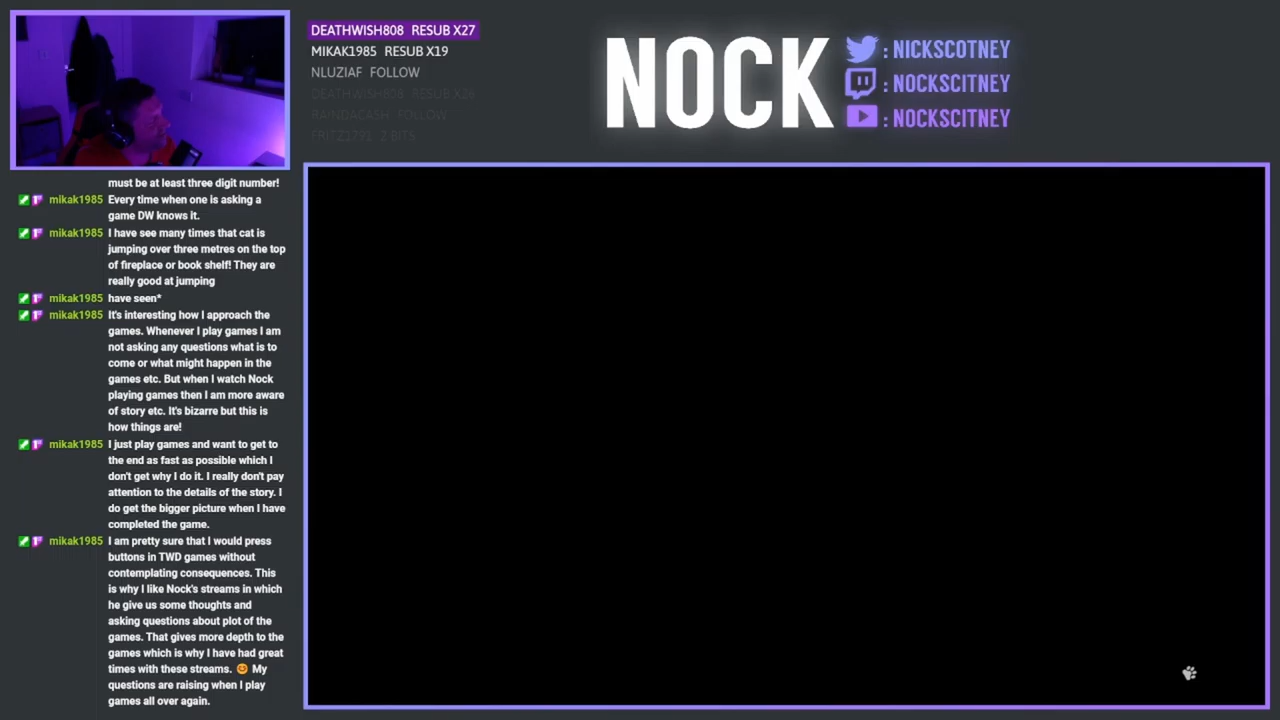 DEATHWISH808 RESUB X27
MIKAK1985 RESUB X19
NLUZIAF FOLLOW
DEATHWISH808 RESUB X26
RAINDACASH FOLLOW
FRITZ1791 2 BITS
NOCK
: NICKSCOTNEY
: NOCKSCITNEY
: NOCKSCITNEY
must be at least three digit number!
mikak1985 Every time when one is asking a
game DW knows it.
mikak1985 I have see many times that cat is
jumping over three metres on the top
of fireplace or book shelf! They are
really good at jumping
mikak1985 have seen*
mikak1985 It's interesting how I approach the
games. Whenever I play games I am
not asking any questions what is to
come or what might happen in the
games etc. But when I watch Nock
playing games then I am more aware
of story etc. It's bizarre but this is
how things are!
mikak1985 I just play games and want to get to
the end as fast as possible which I
don't get why I do it. I really don't pay
attention to the details of the story. I
do get the bigger picture when I have
completed the game.
mikak1985 I am pretty sure that I would press
buttons in TWD games without
contemplating consequences. This
is why I like Nock's streams in which
he give us some thoughts and
asking questions about plot of the
games. That gives more depth to the
games which is why I have had great
times with these streams. 😊 My
questions are raising when I play
games all over again.